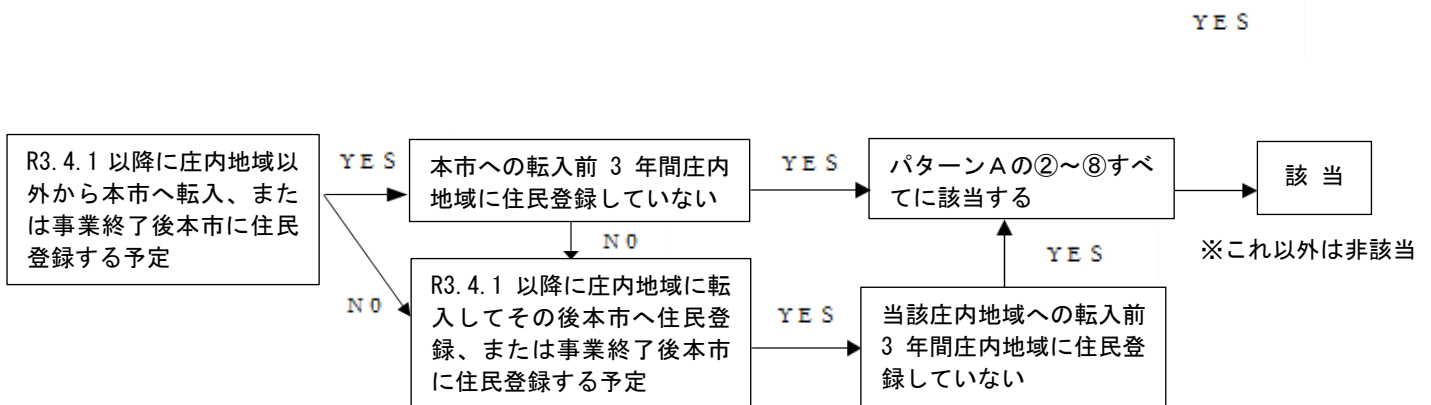 ＹＥＳ
R3.4.1 以降に庄内地域以
外から本市へ転入、また
は事業終了後本市に住民
登録する予定
ＹＥＳ
本市への転入前 3 年間庄内
地域に住民登録していない
ＹＥＳ
パターンＡの②～⑧すべ
てに該当する
該 当
※これ以外は非該当
ＮＯ
ＮＯ
R3.4.1 以降に庄内地域に転
入してその後本市へ住民登
録、または事業終了後本市
に住民登録する予定
ＹＥＳ
当該庄内地域への転入前
3 年間庄内地域に住民登
録していない
ＹＥＳ